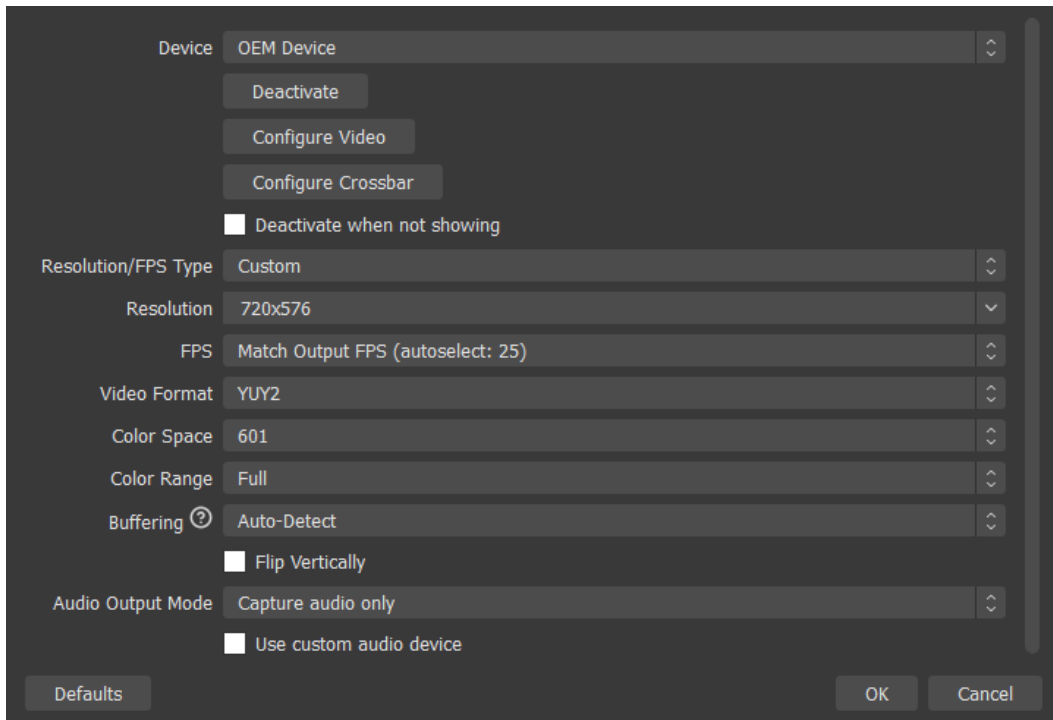 Device OEM Device
Deactivate
Configure Video
Configure Crossbar
Deactivate when not showing
Resolution/FPS Type Custom
Resolution 720x576
FPS Match Output FPS (autoselect: 25)
Video Format YUY2
Color Space 601
Color Range Full
Buffering ? Auto-Detect
Flip Vertically
Audio Output Mode Capture audio only
Use custom audio device
Defaults OK Cancel